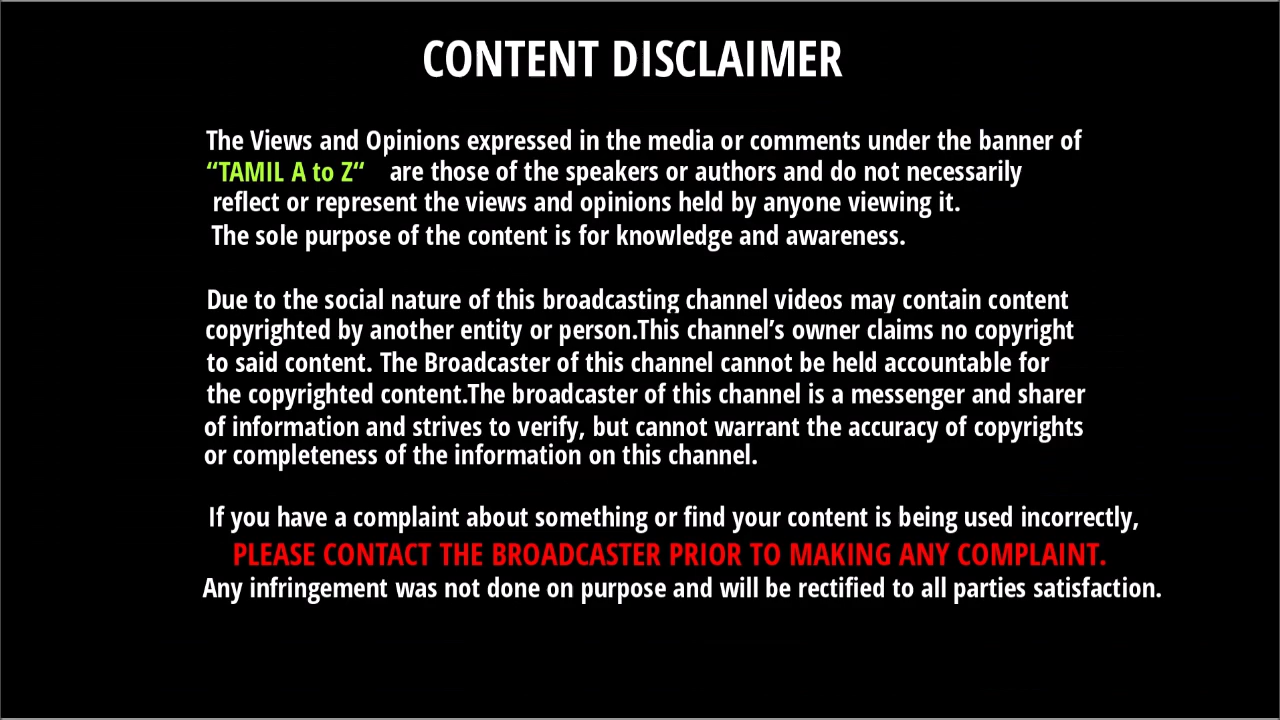 CONTENT DISCLAIMER
The Views and Opinions expressed in the media or comments under the banner of
“TAMIL A to Z“ are those of the speakers or authors and do not necessarily
reflect or represent the views and opinions held by anyone viewing it.
The sole purpose of the content is for knowledge and awareness.
Due to the social nature of this broadcasting channel videos may contain content
copyrighted by another entity or person.This channel’s owner claims no copyright
to said content. The Broadcaster of this channel cannot be held accountable for
the copyrighted content.The broadcaster of this channel is a messenger and sharer
of information and strives to verify, but cannot warrant the accuracy of copyrights
or completeness of the information on this channel.
If you have a complaint about something or find your content is being used incorrectly,
PLEASE CONTACT THE BROADCASTER PRIOR TO MAKING ANY COMPLAINT.
Any infringement was not done on purpose and will be rectified to all parties satisfaction.